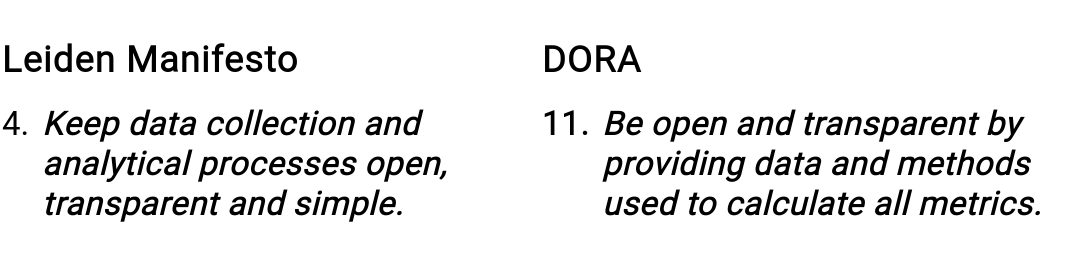 Leiden Manifesto
4. Keep data collection and
analytical processes open,
transparent and simple.
DORA
11. Be open and transparent by
providing data and methods
used to calculate all metrics.